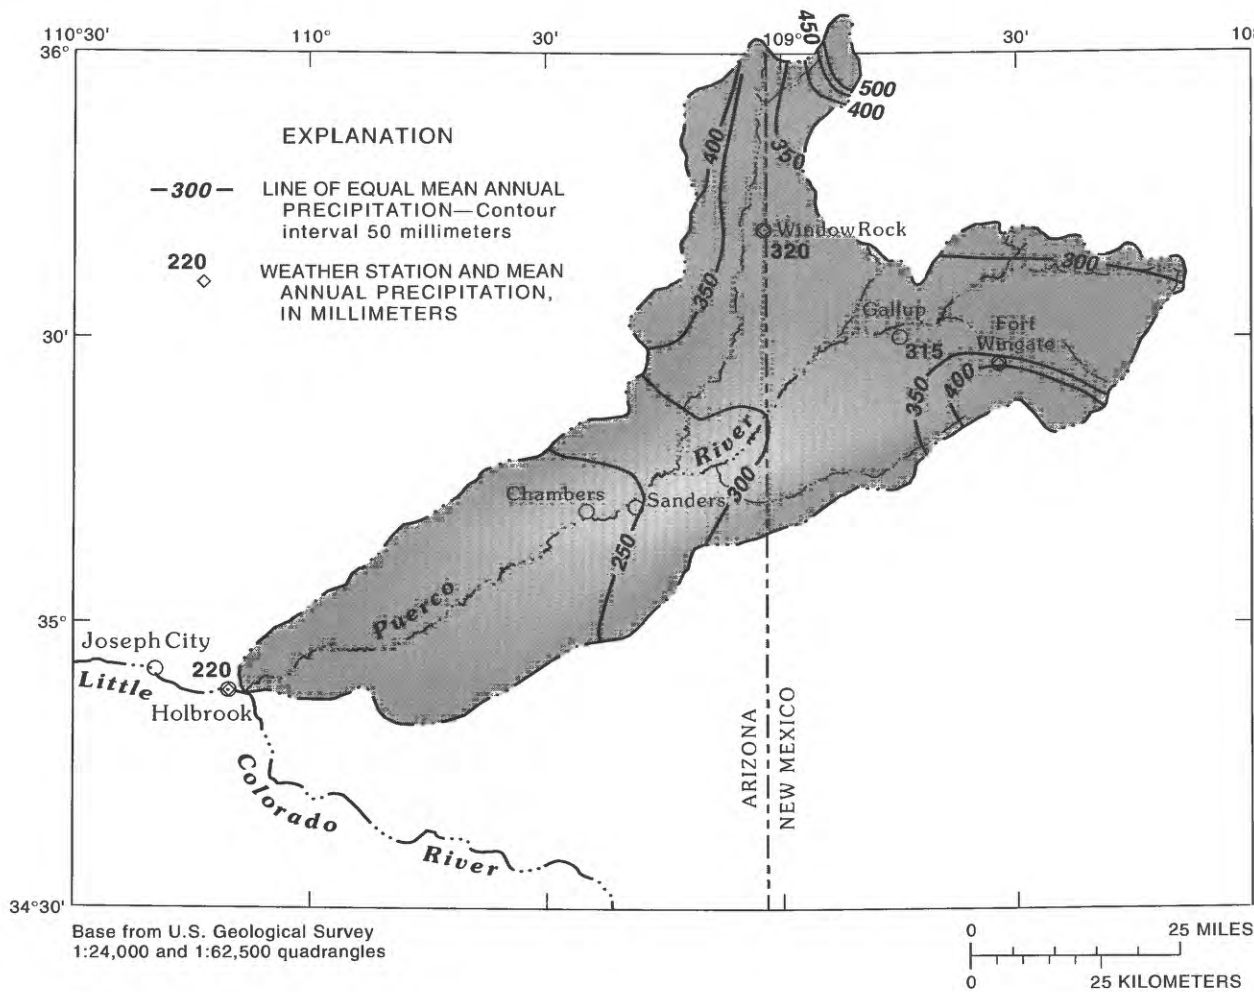 110°30'
110°
30'
109°
30'
108°
36°
450
500
400
EXPLANATION
400
350
—300— LINE OF EQUAL MEAN ANNUAL
PRECIPITATION—Contour
interval 50 millimeters
220 WEATHER STATION AND MEAN
ANNUAL PRECIPITATION,
IN MILLIMETERS
Window Rock
320
300
350
Gallup
Fort
Wingate
315
30'
350
400
River
300
Chambers
Sanders
250
Puerco
35°
Joseph City
220
Little
Holbrook
ARIZONA
NEW MEXICO
Colorado
River
34°30'
Base from U.S. Geological Survey
1:24,000 and 1:62,500 quadrangles
0 25 MILES
0 25 KILOMETERS